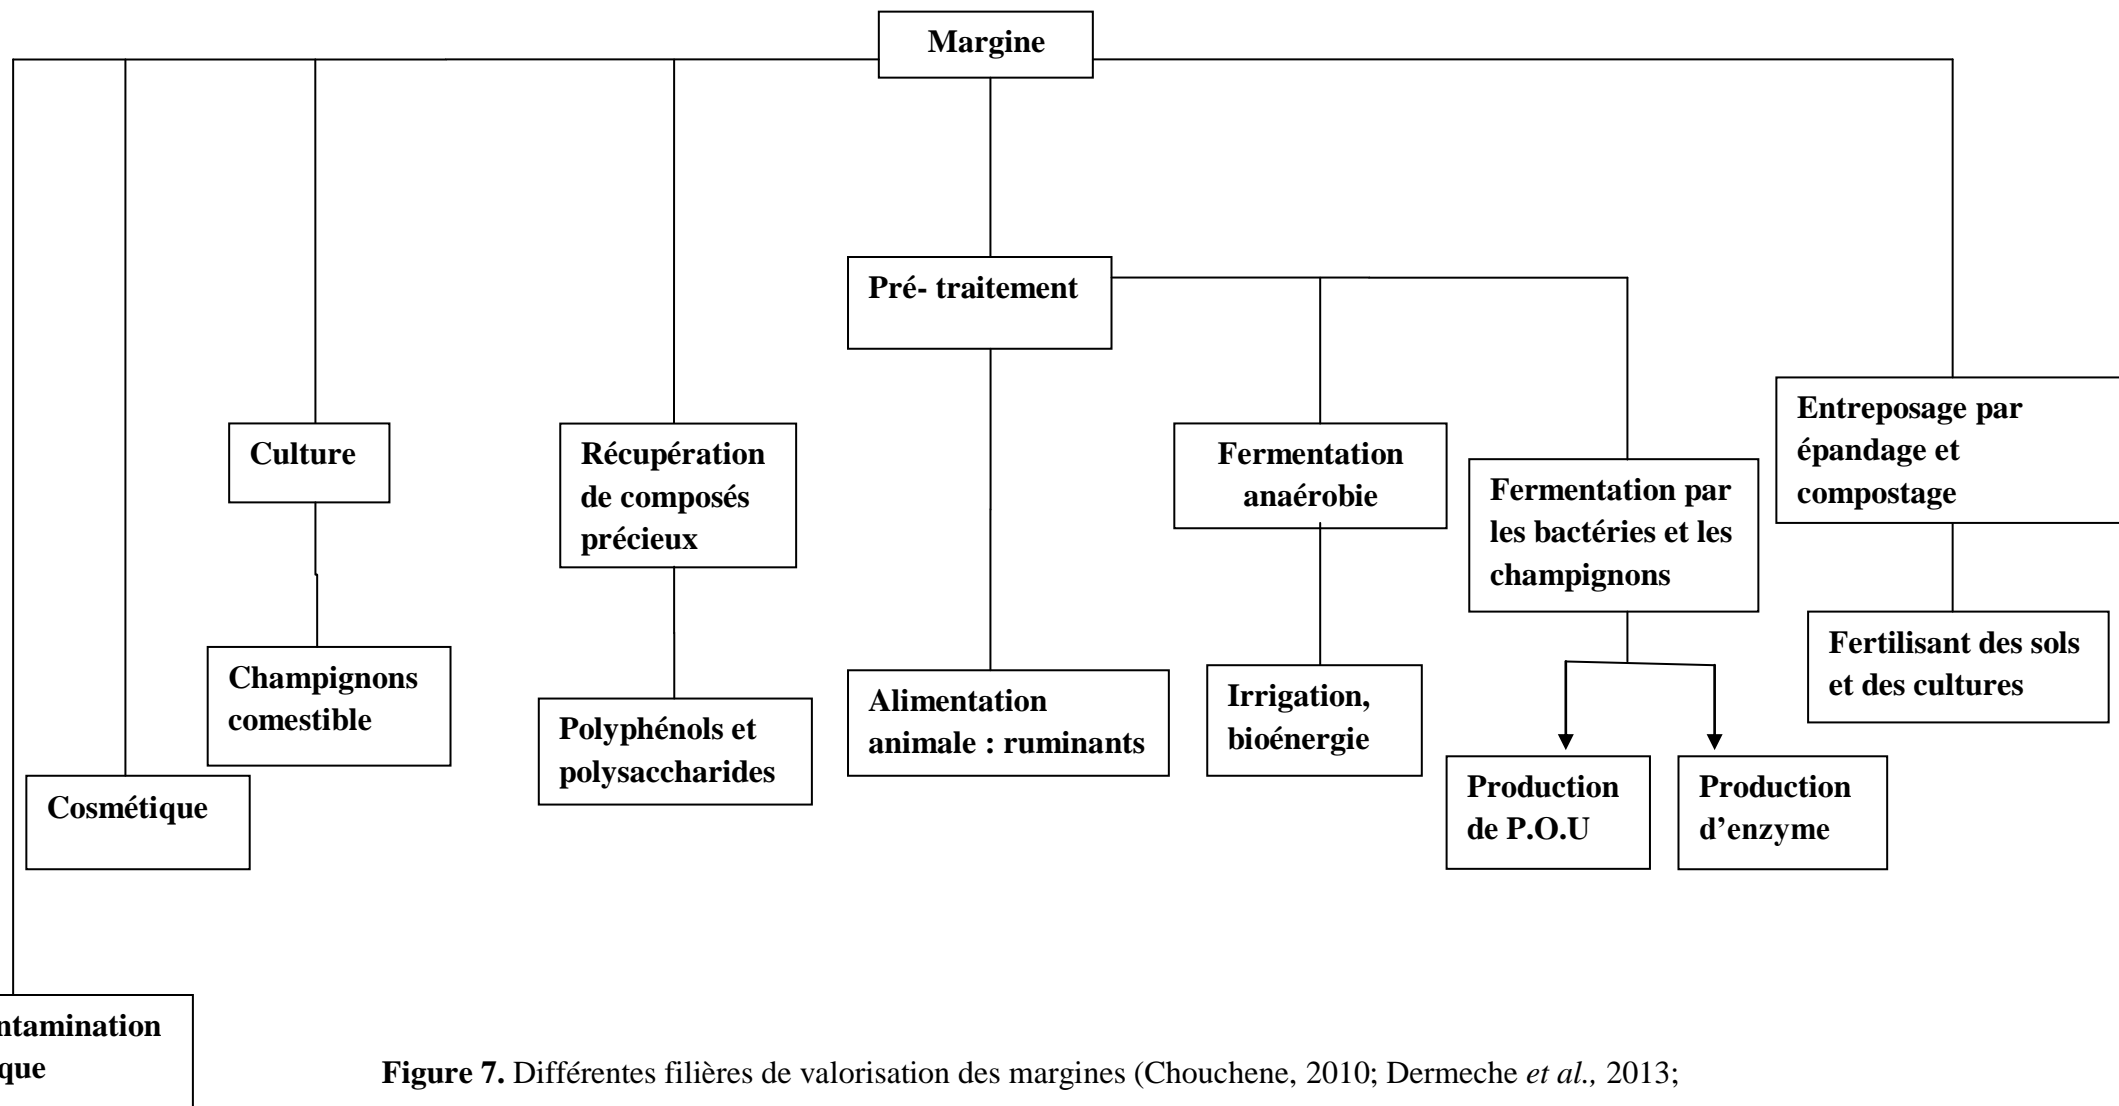 Margine
Pré- traitement
Culture
Récupération
de composés
précieux
Fermentation
anaérobie
Fermentation par
les bactéries et les
champignons
Entreposage par
épandage et
compostage
Champignons
comestible
Polyphénols et
polysaccharides
Alimentation
animale : ruminants
Irrigation,
bioénergie
Fertilisant des sols
et des cultures
Cosmétique
Production
de P.O.U
Production
d’enzyme
ntamination
que
Figure 7. Différentes filières de valorisation des margines (Chouchene, 2010; Dermeche et al., 2013;